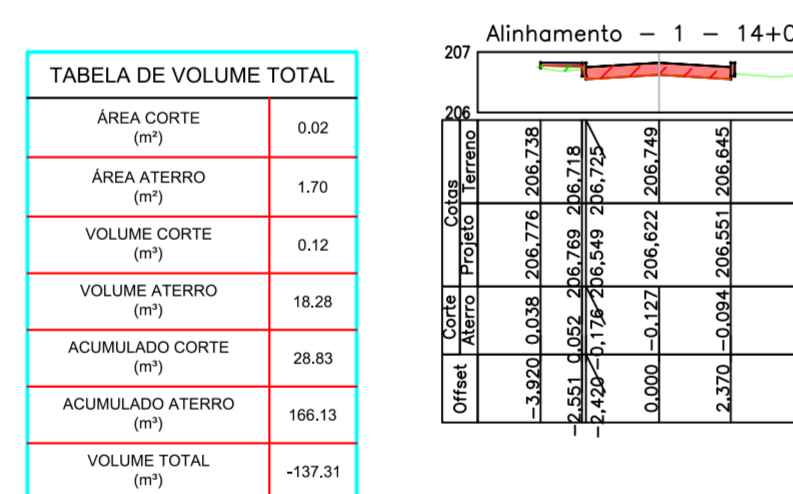 TABELA DE VOLUME TOTAL
ÁREA CORTE
(m²)
0.02
ÁREA ATERRO
(m²)
1.70
VOLUME CORTE
(m³)
0.12
VOLUME ATERRO
(m³)
18.28
ACUMULADO CORTE
(m³)
28.83
ACUMULADO ATERRO
(m³)
166.13
VOLUME TOTAL
(m³)
-137.31
Alinhamento - 1 - 14+0
207
206
Cotas
Terreno
206,738
206,718
206,725
206,749
206,645
Projeto
206,776
206,769
206,549
206,622
206,551
Corte
Aterro
0,038
0,052
-0,176
-0,127
-0,094
Offset
-3,920
-2,551
-2,420
0,000
2,370